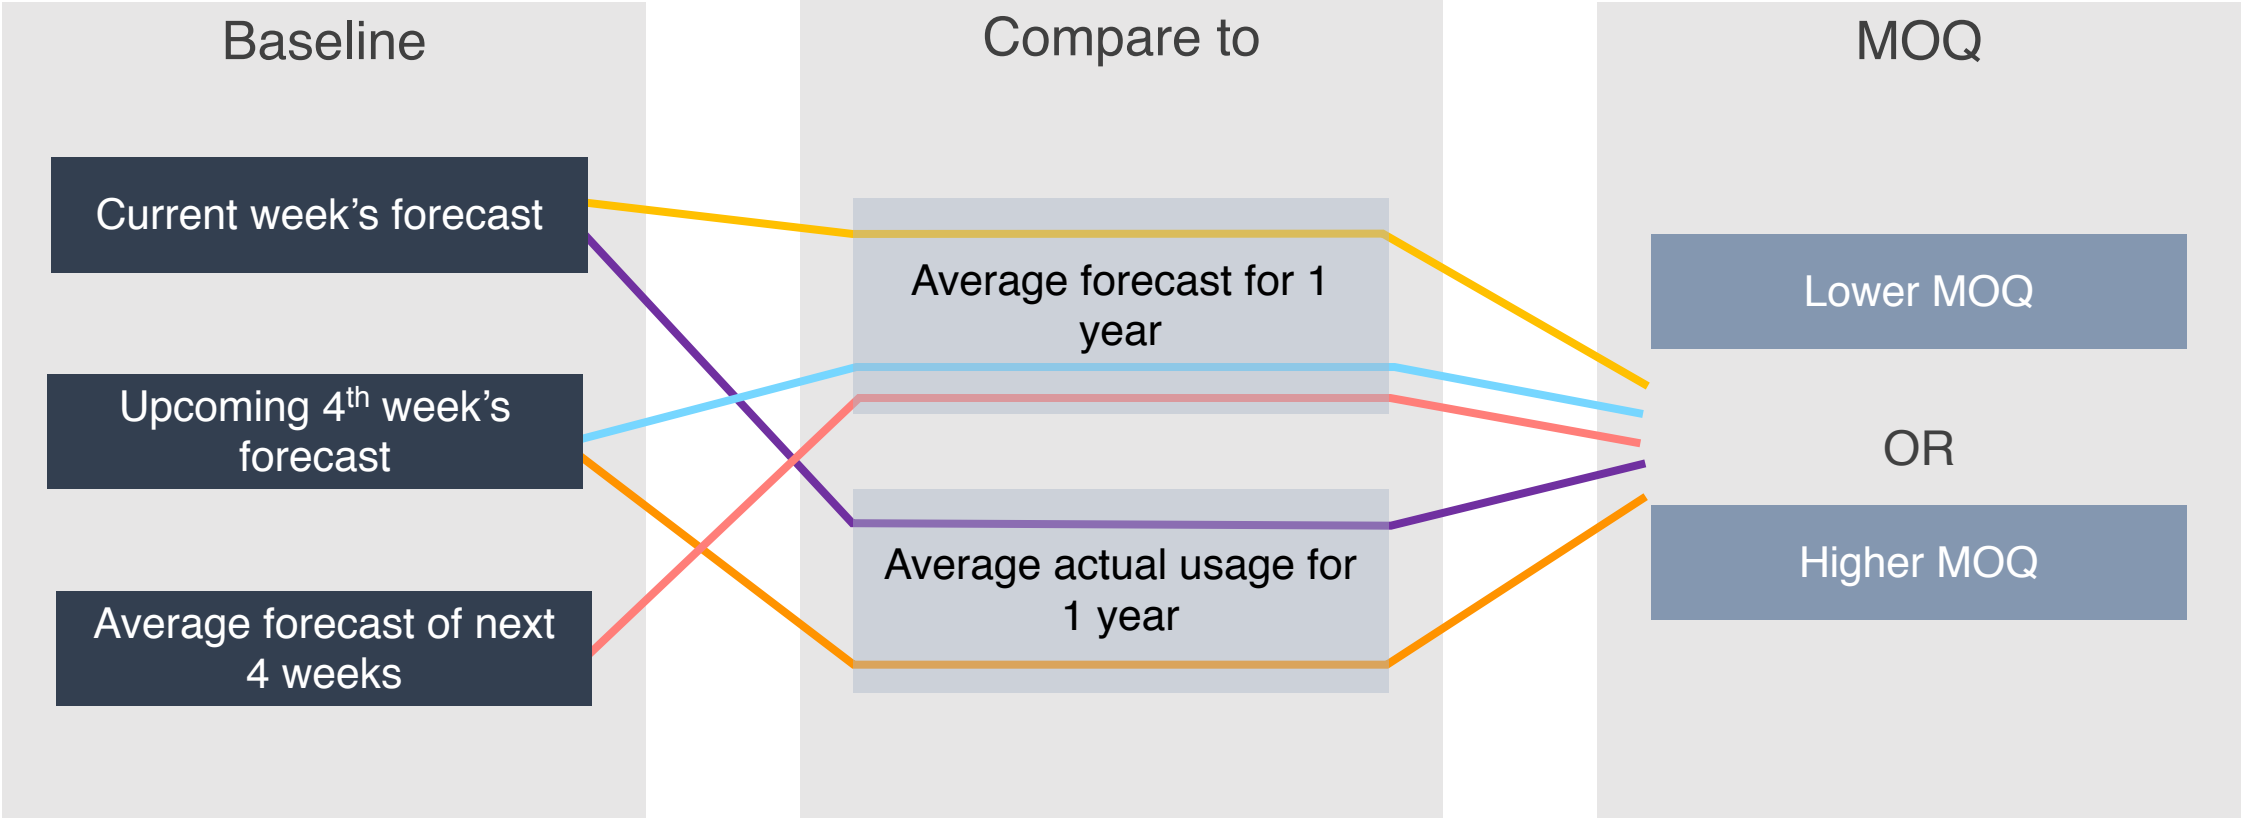 Baseline
Compare to
MOQ
Current week’s forecast
Upcoming 4th week’s
forecast
Average forecast of next
4 weeks
Average forecast for 1
year
Average actual usage for
1 year
Lower MOQ
OR
Higher MOQ